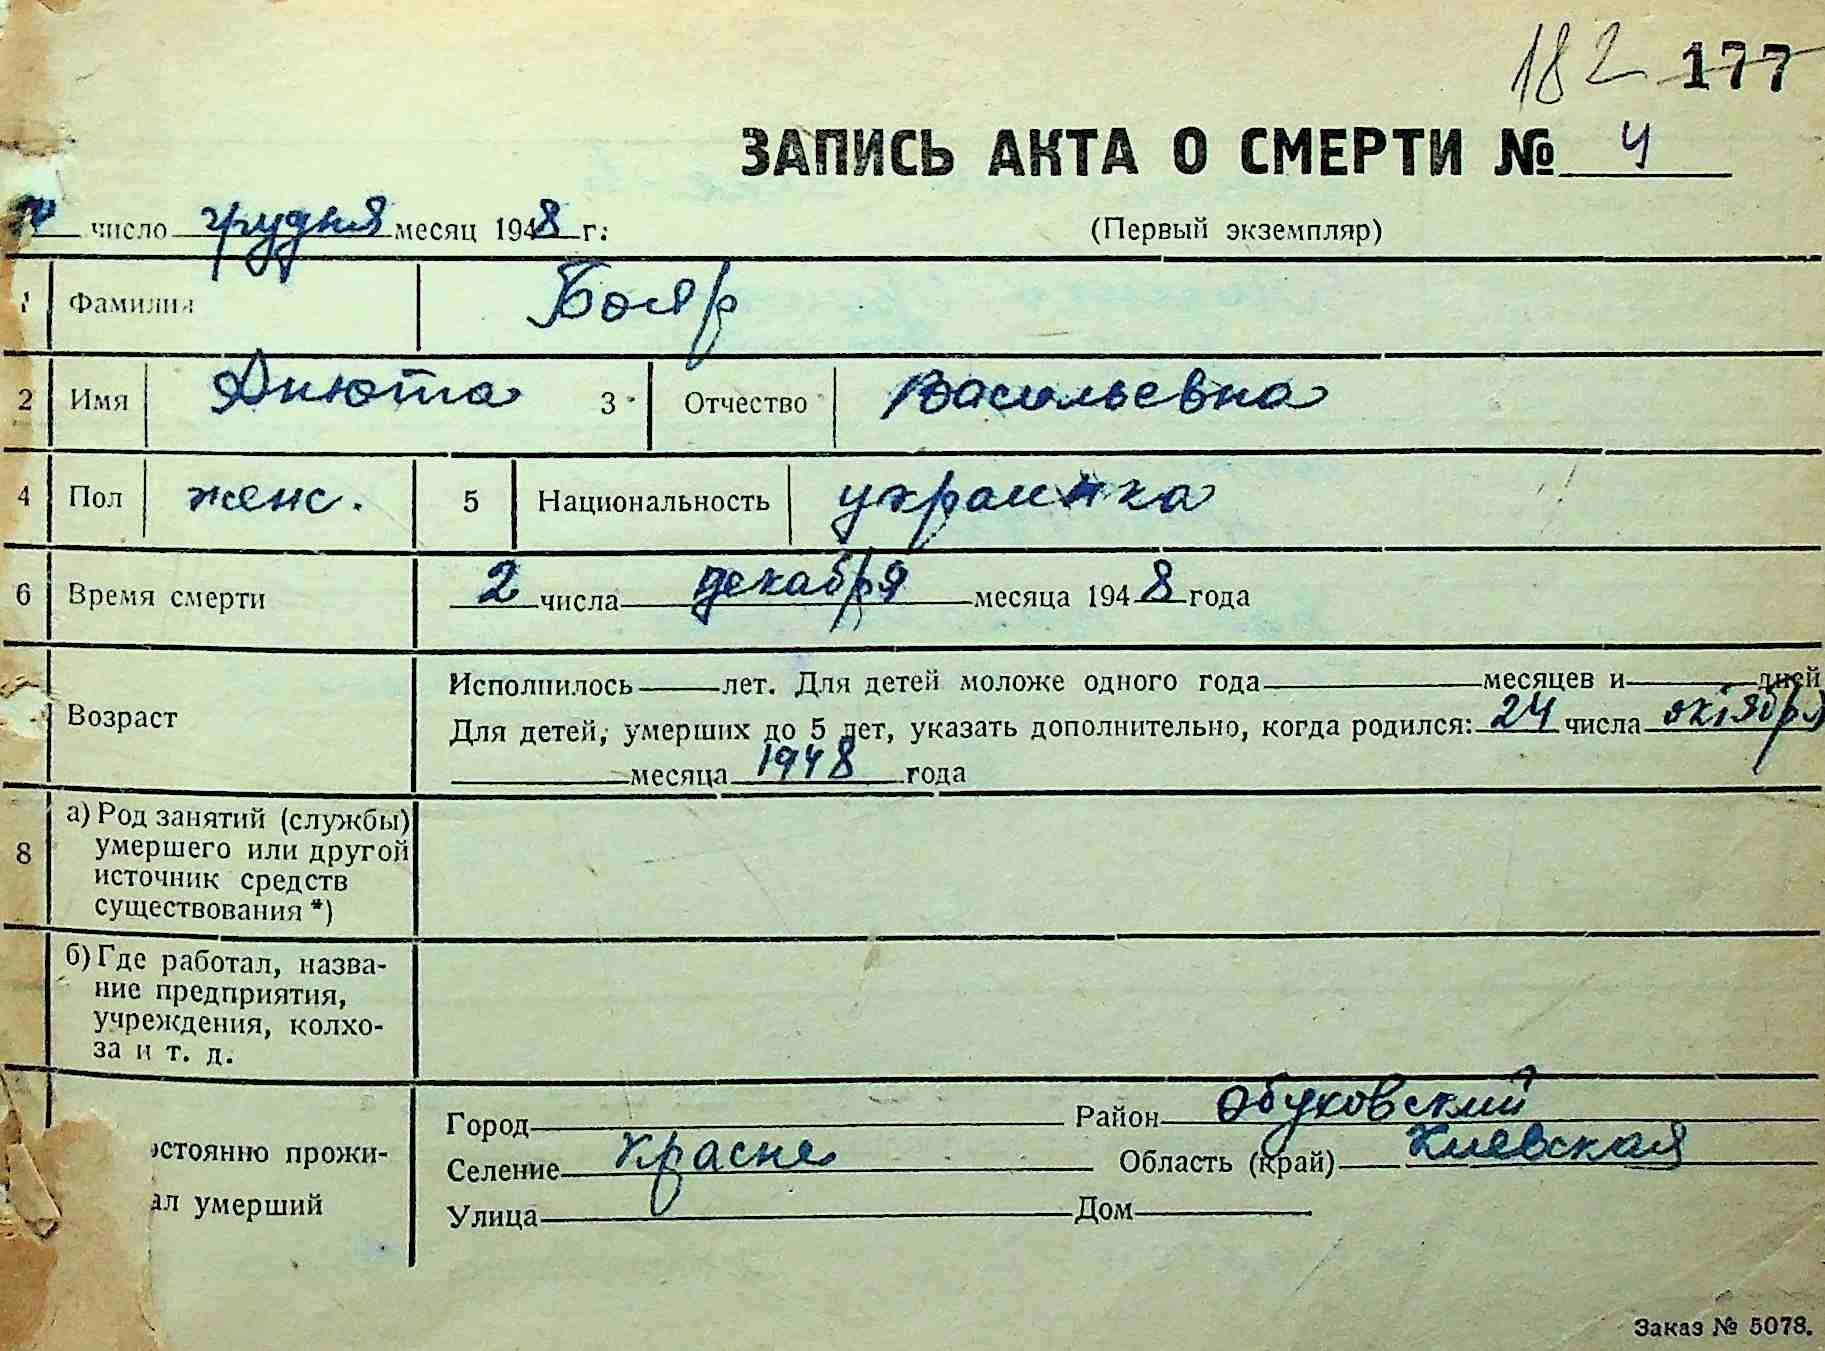 182 177
ЗАПИСЬ АКТА О СМЕРТИ № 4
число грудня месяц 1948 г. (Первый экземпляр)
1 Фамилия Бояр
2 Имя Анюта 3 Отчество Васильевна
4 Пол женс. 5 Национальность украинка
6 Время смерти 2 числа декабря месяца 1948 года
Возраст Исполнилось лет. Для детей моложе одного года месяцев и дней
Для детей, умерших до 5 лет, указать дополнительно, когда родился: 24 числа октября
месяца 1948 года
8 а) Род занятий (службы)
умершего или другой
источник средств
существования *)
б) Где работал, назва-
ние предприятия,
учреждения, колхо-
за и т. д.
остоянно прожи-
ал умерший
Город Район Обуховский
Селение Красне Область (край) Киевская
Улица Дом
Заказ № 5078.